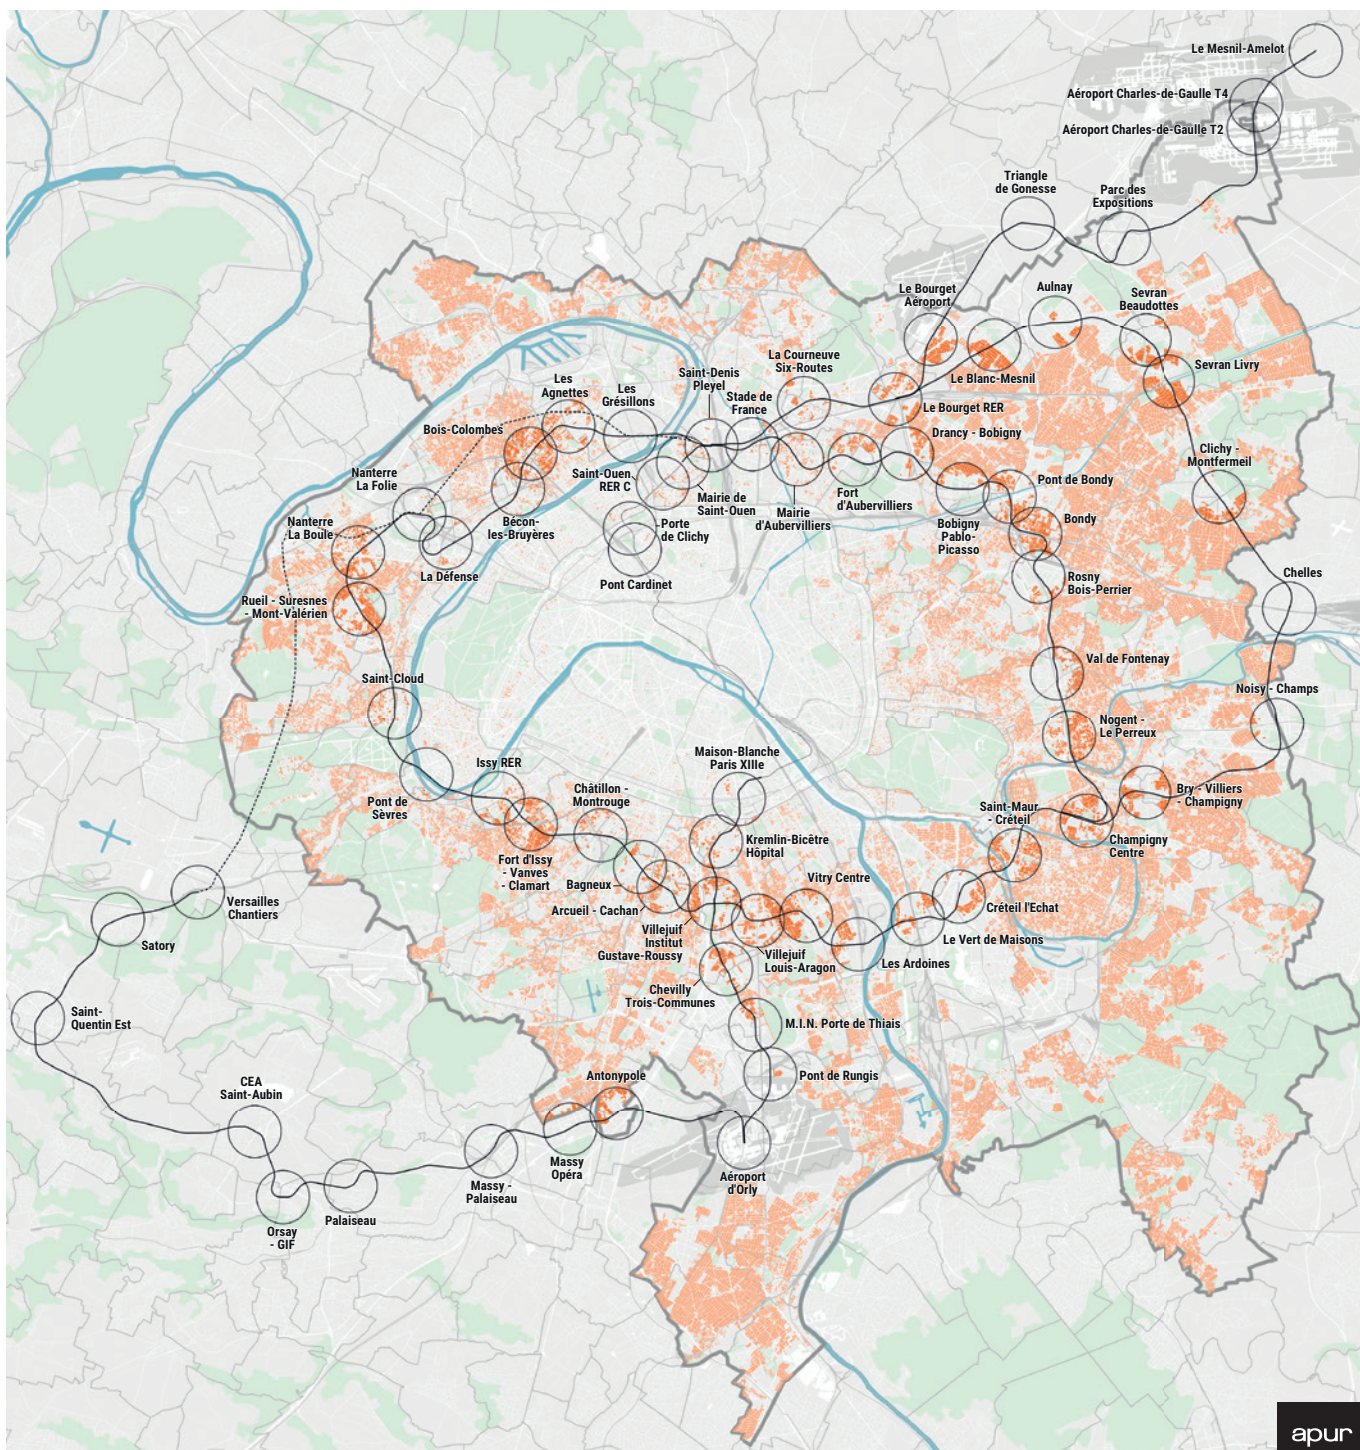 Le Mesnil-Amelot
Aéroport Charles-de-Gaulle T4
Aéroport Charles-de-Gaulle T2
Triangle
de Gonesse
Parc des
Expositions
Le Bourget
Aéroport
Aulnay
Sevran
Beaudottes
La Courneuve
Six-Routes
Saint-Denis
Pleyel
Stade de
France
Le Blanc-Mesnil
Sevran Livry
Les
Agnettes
Les
Grésillons
Le Bourget RER
Bois-Colombes
Drancy - Bobigny
Clichy -
Montfermeil
Nanterre
La Folie
Saint-Ouen
RER C
Mairie de
Saint-Ouen
Mairie
d'Aubervilliers
Fort
d'Aubervilliers
Pont de Bondy
Nanterre
La Boule
Bécon-
les-Bruyères
Porte
de Clichy
Bobigny
Pablo-
Picasso
Bondy
La Défense
Pont Cardinet
Rosny
Bois-Perrier
Chelles
Rueil - Suresnes
- Mont-Valérien
Saint-Cloud
Val de Fontenay
Noisy - Champs
Nogent -
Le Perreux
Issy RER
Maison-Blanche
Paris XIIIe
Châtillon -
Montrouge
Pont de
Sèvres
Bry - Villiers
- Champigny
Saint-Maur
- Créteil
Kremlin-Bicêtre
Hôpital
Champigny
Centre
Fort d'Issy
- Vanves
- Clamart
Bagneux
Vitry Centre
Versailles
Chantiers
Arcueil - Cachan
Créteil l'Echat
Satory
Villejuif
Institut
Gustave-Roussy
Villejuif
Louis-Aragon
Le Vert de Maisons
Les Ardoines
Chevilly
Trois-Communes
Saint-
Quentin Est
M.I.N. Porte de Thiais
CEA
Saint-Aubin
Antonypole
Pont de Rungis
Massy
Opéra
Massy -
Palaiseau
Aéroport
d'Orly
Palaiseau
Orsay
- GIF
apur